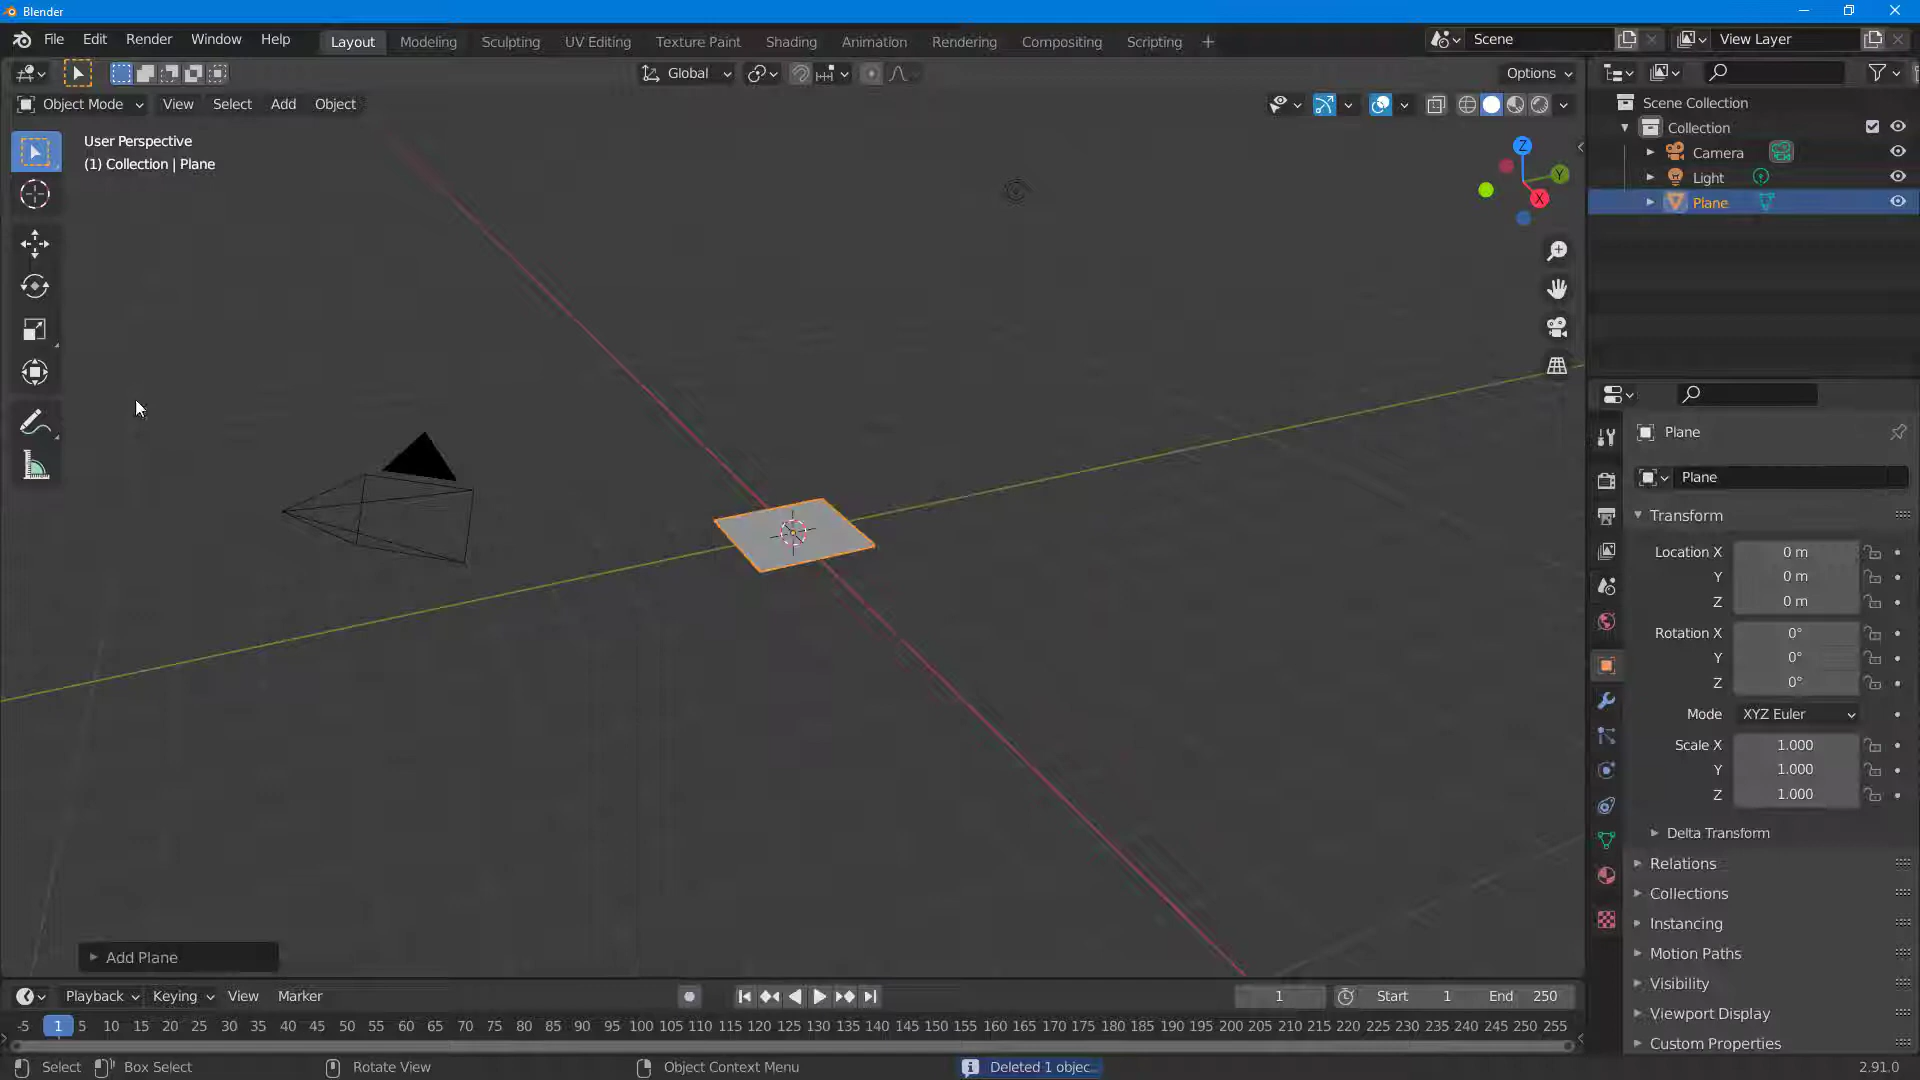 Blender
File Edit Render Window Help Layout Modeling Sculpting UV Editing Texture Paint Shading Animation Rendering Compositing Scripting + Scene View Layer
Global Options
Object Mode View Select Add Object
User Perspective
(1) Collection | Plane
Z
Y
X
Scene Collection
Collection
Camera
Light
Plane
Plane
Plane
Transform
Location X 0 m
Y 0 m
Z 0 m
Rotation X 0°
Y 0°
Z 0°
Mode XYZ Euler
Scale X 1.000
Y 1.000
Z 1.000
Delta Transform
Relations
Collections
Instancing
Motion Paths
Visibility
Viewport Display
Custom Properties
Add Plane
Playback Keying View Marker 1 Start 1 End 250
-5 1 5 10 15 20 25 30 35 40 45 50 55 60 65 70 75 80 85 90 95 100 105 110 115 120 125 130 135 140 145 150 155 160 165 170 175 180 185 190 195 200 205 210 215 220 225 230 235 240 245 250 255
Select Box Select Rotate View Object Context Menu Deleted 1 objec 2.91.0